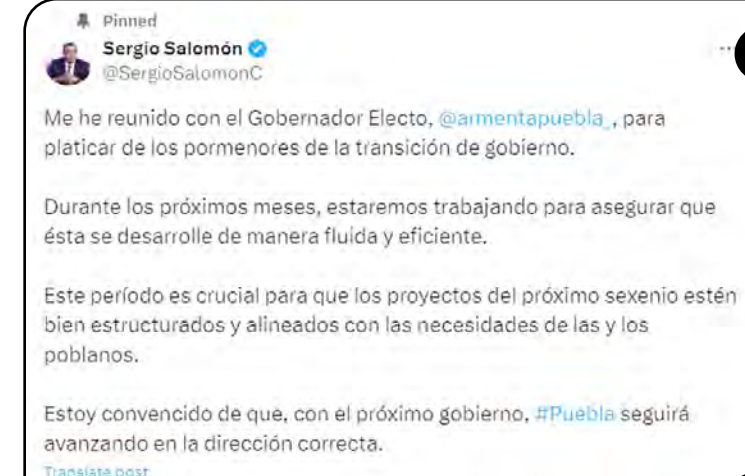 Pinned
Sergio Salomón
@SergioSalomonC
Me he reunido con el Gobernador Electo, @armentapuebla_, para
platicar de los pormenores de la transición de gobierno.
Durante los próximos meses, estaremos trabajando para asegurar que
ésta se desarrolle de manera fluida y eficiente.
Este período es crucial para que los proyectos del próximo sexenio estén
bien estructurados y alineados con las necesidades de las y los
poblanos.
Estoy convencido de que, con el próximo gobierno, #Puebla seguirá
avanzando en la dirección correcta.
Translate post